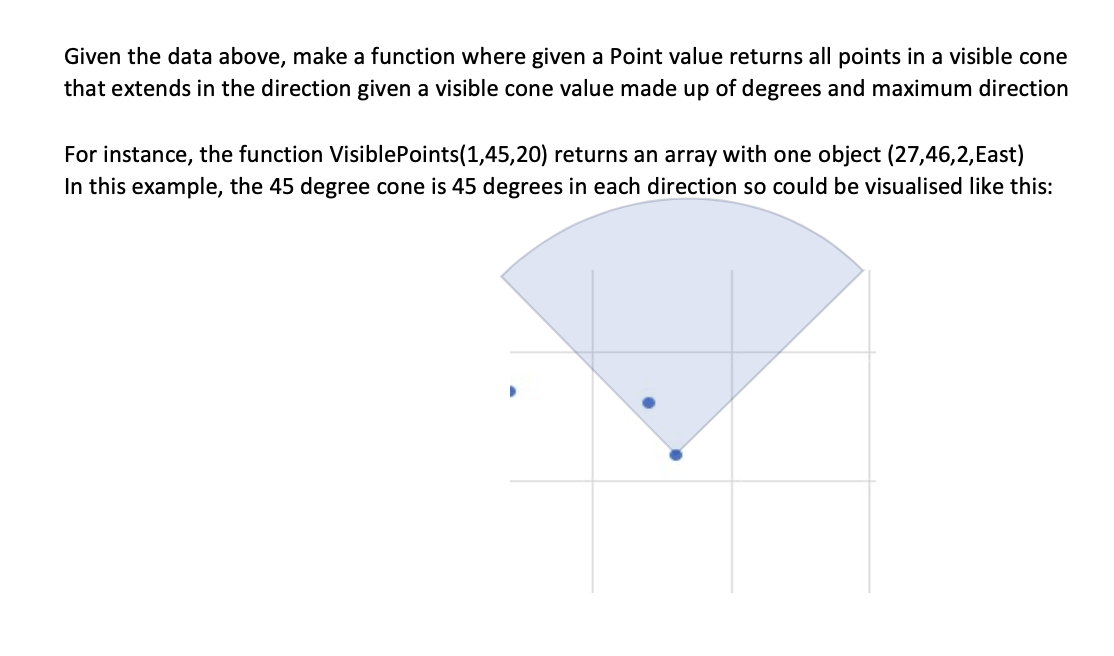 Given the data above, make a function where given a Point value returns all points in a visible cone
that extends in the direction given a visible cone value made up of degrees and maximum direction
For instance, the function VisiblePoints(1,45,20) returns an array with one object (27,46,2,East)
In this example, the 45 degree cone is 45 degrees in each direction so could be visualised like this: